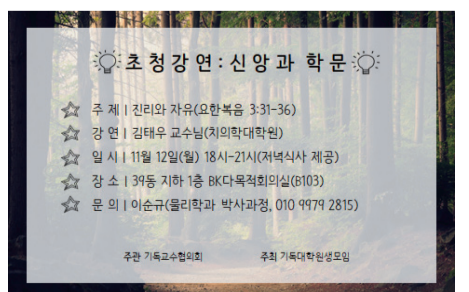 초청강연:신앙과 학문
주 제 | 진리와 자유(요한복음 3:31-36)
강 연 | 김태우 교수님(치의학대학원)
일 시 | 11월 12일(월) 18시-21시(저녁식사 제공)
장 소 | 39동 지하 1층 BK다목적회의실(B103)
문 의 | 이순규(물리학과 박사과정, 010 9979 2815)
주관 기독교수협의회 주최 기독대학원생모임